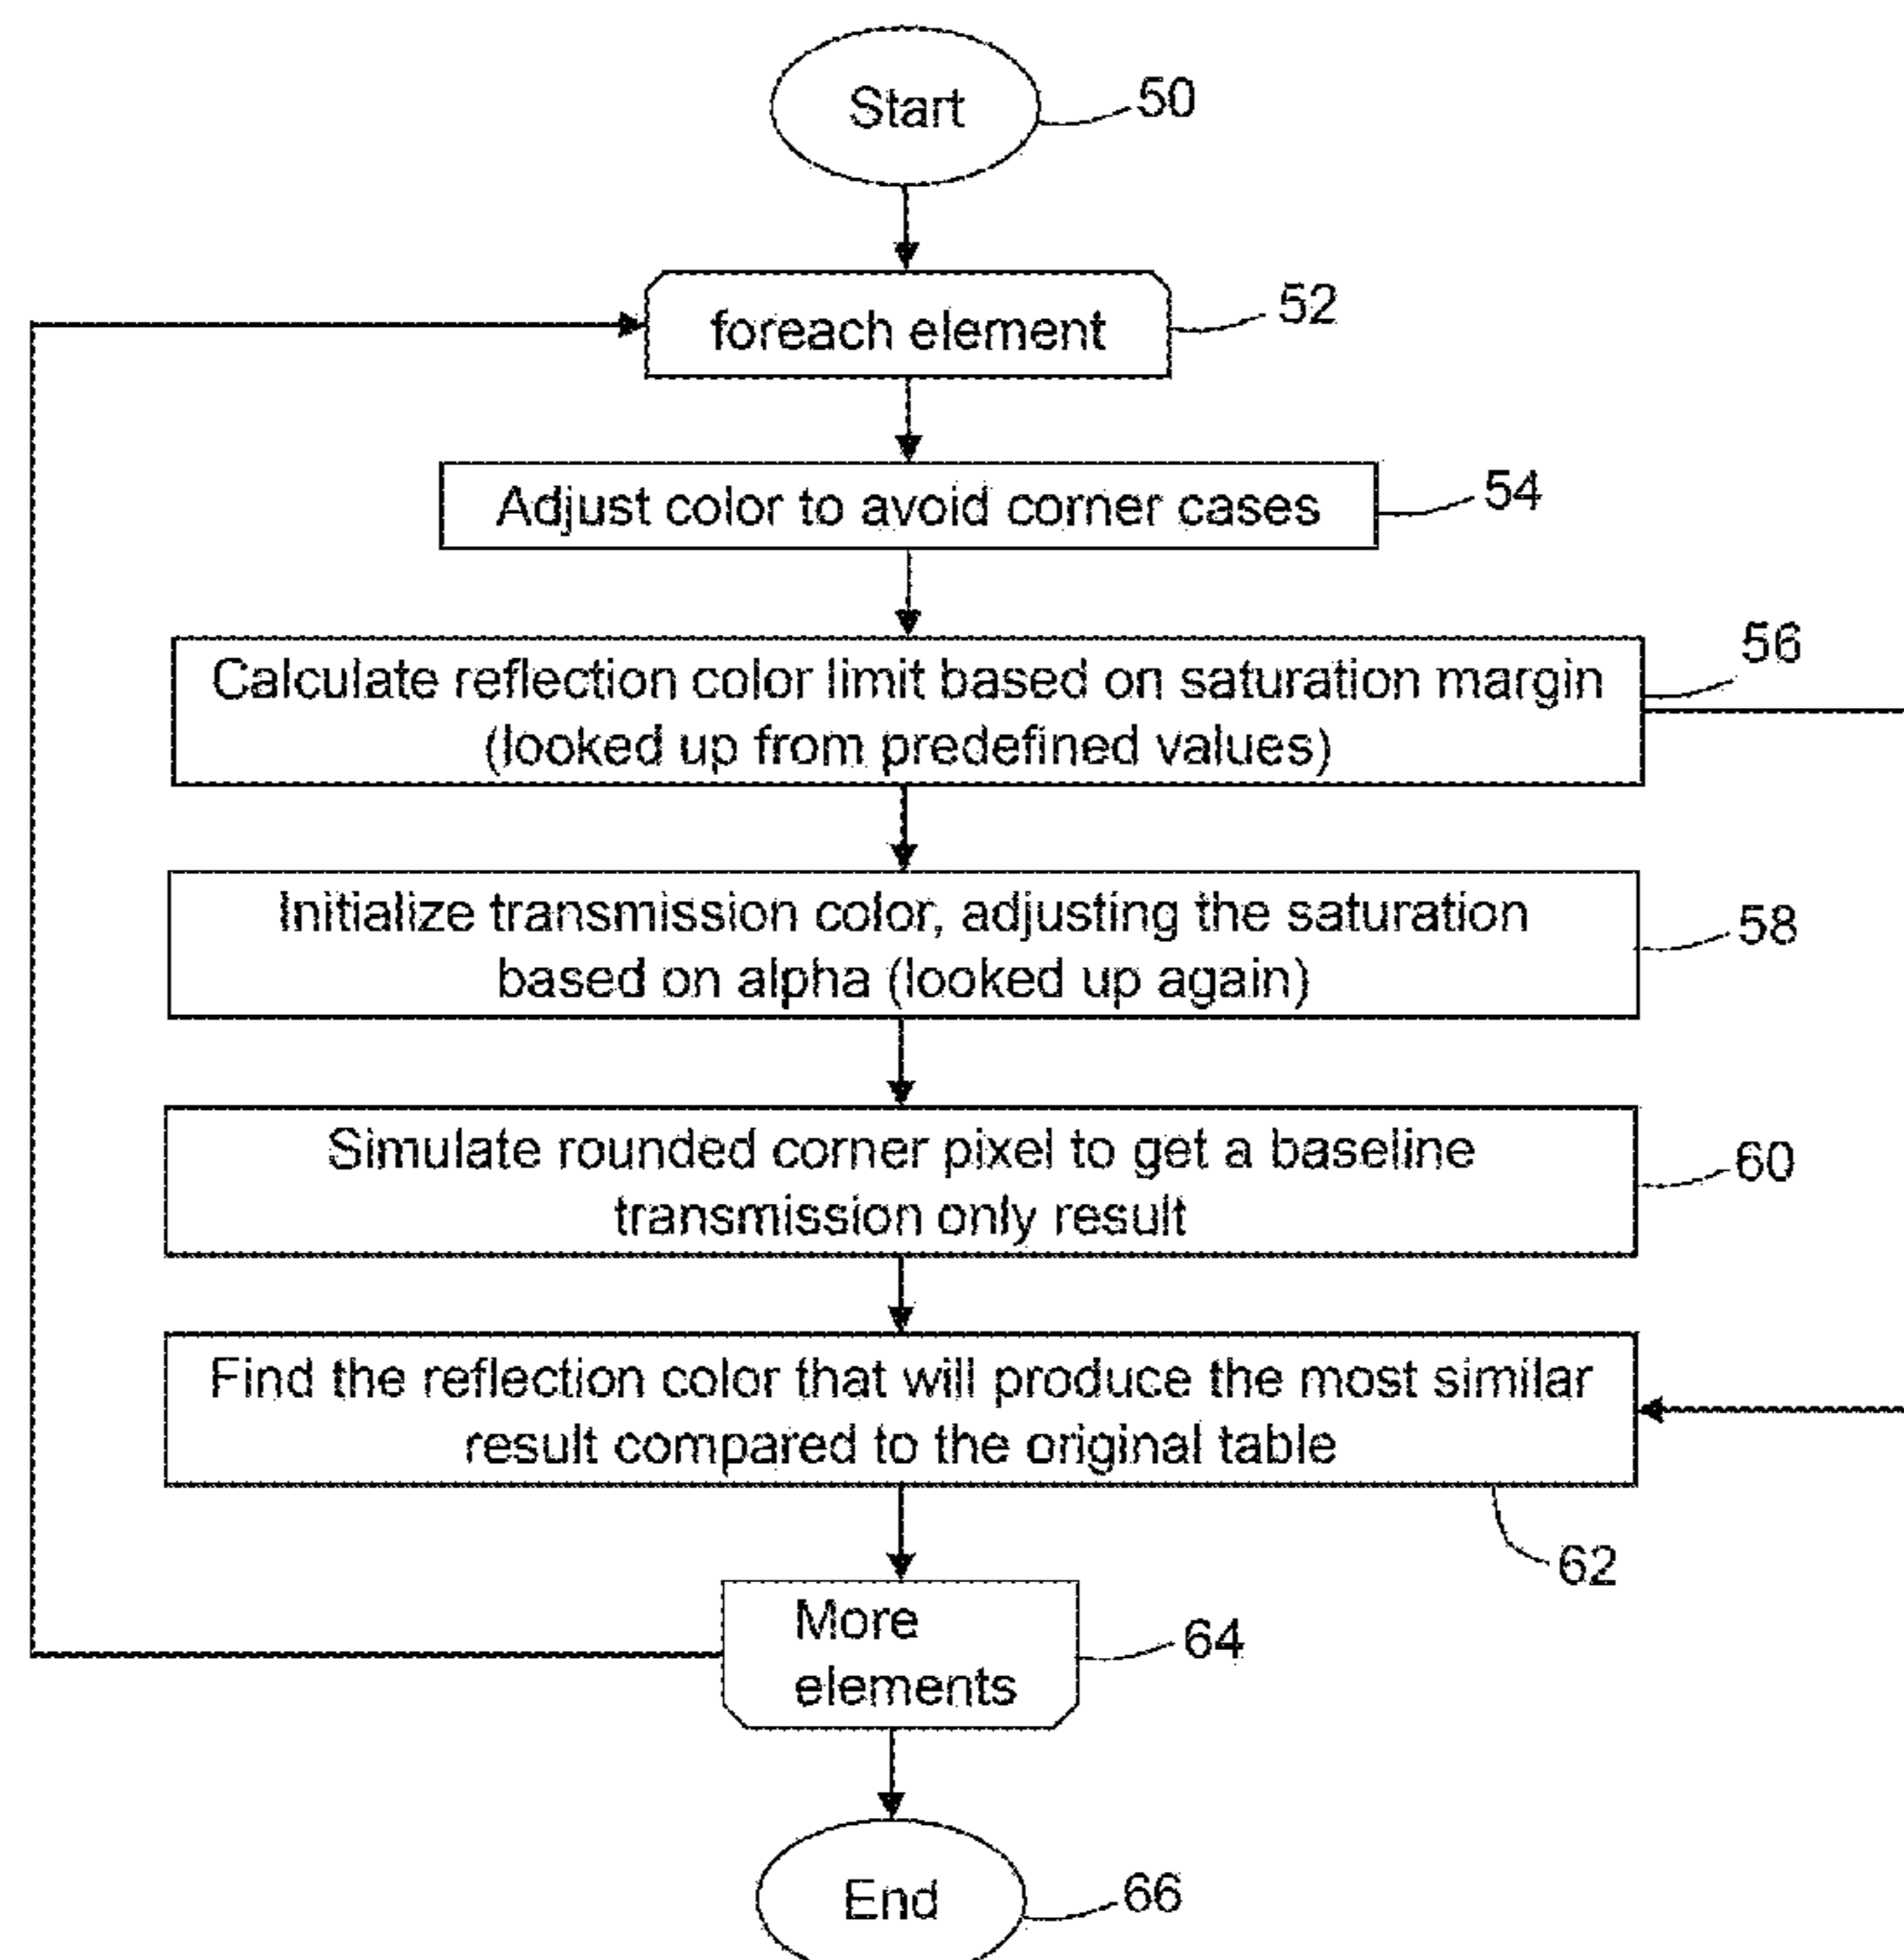 Start
50
foreach element
52
Adjust color to avoid corner cases
54
Calculate reflection color limit based on saturation margin
(looked up from predefined values)
56
Initialize transmission color, adjusting the saturation
based on alpha (looked up again)
58
Simulate rounded corner pixel to get a baseline
transmission only result
60
Find the reflection color that will produce the most similar
result compared to the original table
62
More
elements
64
End
66